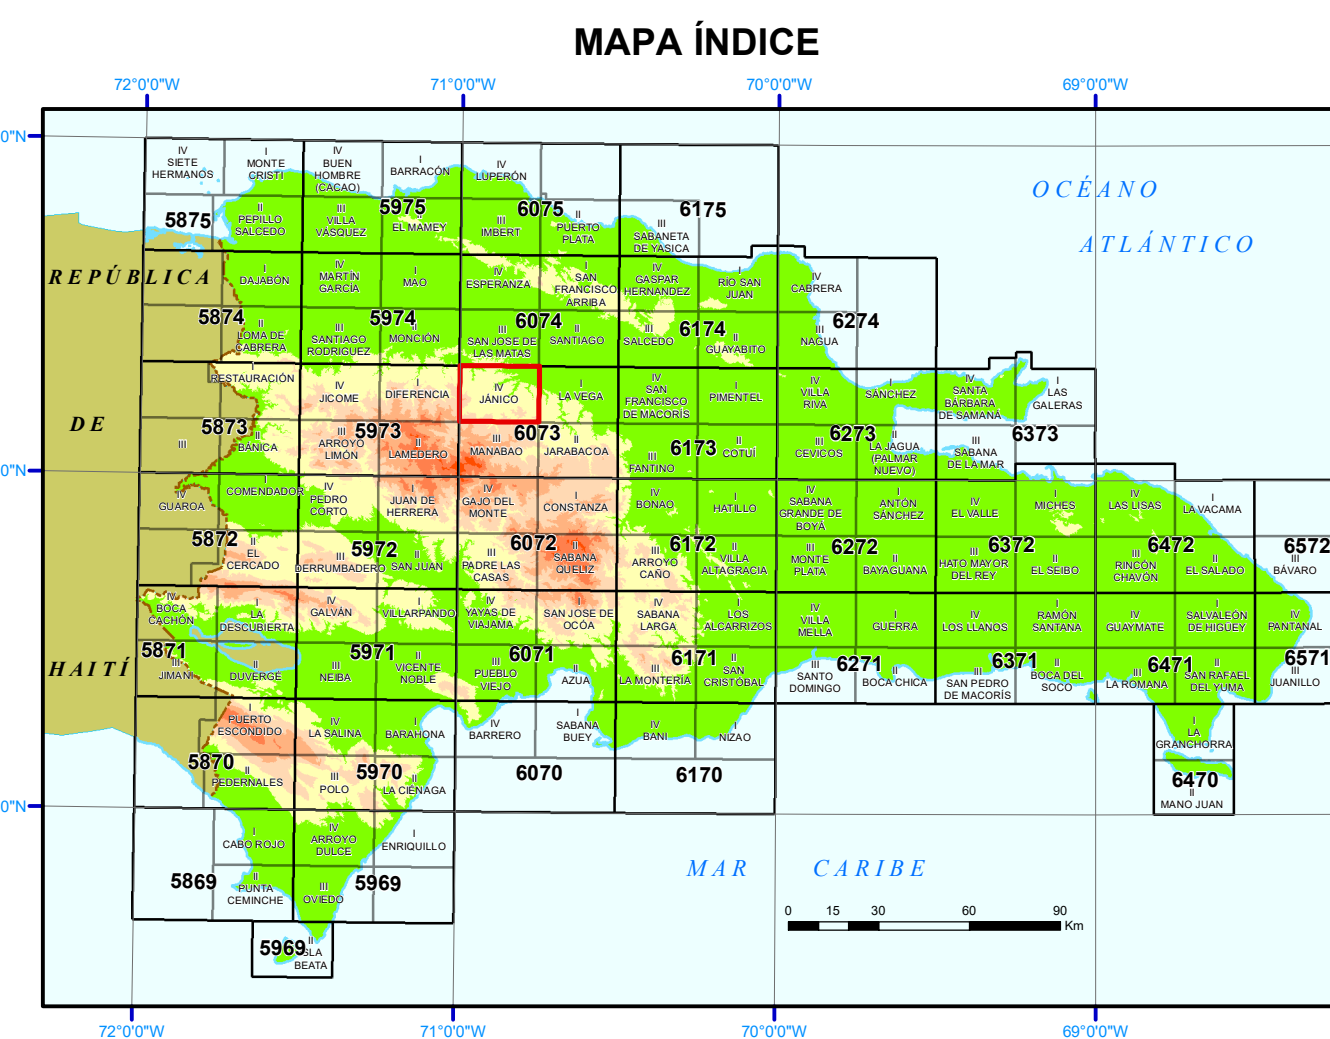 MAPA ÍNDICE
72°0'0"W
71°0'0"W
70°0'0"W
69°0'0"W
0"N
IV
SIETE
HERMANOS
I
MONTE
CRISTI
IV
BUEN
HOMBRE
(CACAO)
I
BARRACÓN
IV
LUPERÓN
OCÉANO
ATLÁNTICO
5875
II
PEPILLO
SALCEDO
III
VILLA
VÁSQUEZ
5975
II
EL MAMEY
III
IMBERT
6075
II
PUERTO
PLATA
III
SABANETA
DE YASICA
6175
REPÚBLICA
I
DAJABÓN
IV
MARTÍN
GARCÍA
I
MAO
IV
ESPERANZA
I
SAN
FRANCISCO
ARRIBA
IV
GASPAR
HERNANDEZ
I
RÍO SAN
JUAN
IV
CABRERA
5874
II
LOMA DE
CABRERA
III
SANTIAGO
RODRIGUEZ
5974
II
MONCIÓN
III
SAN JOSE DE
LAS MATAS
6074
II
SANTIAGO
III
SALCEDO
6174
II
GUAYABITO
III
NAGUA
6274
I
RESTAURACIÓN
IV
JICOME
I
DIFERENCIA
IV
JÁNICO
I
LA VEGA
IV
SAN
FRANCISCO
DE MACORÍS
I
PIMENTEL
IV
VILLA
RIVA
I
SÁNCHEZ
IV
SANTA
BÁRBARA
DE SAMANÁ
I
LAS
GALERAS
DE
III
5873
II
BÁNICA
III
ARROYO
LIMÓN
5973
II
LAMEDERO
III
MANABAO
6073
II
JARABACOA
III
FANTINO
6173
II
COTUÍ
III
CEVICOS
6273
II
LA JAGUA
(PALMAR
NUEVO)
III
SABANA
DE LA MAR
6373
0"N
IV
GUAROA
I
COMENDADOR
IV
PEDRO
CORTO
I
JUAN DE
HERRERA
IV
GAJO DEL
MONTE
I
CONSTANZA
IV
BONAO
I
HATILLO
IV
SABANA
GRANDE DE
BOYÁ
I
ANTÓN
SÁNCHEZ
IV
EL VALLE
I
MICHES
IV
LAS LISAS
I
LA VACAMA
5872
II
EL
CERCADO
III
DERRUMBADERO
5972
II
SAN JUAN
III
PADRE LAS
CASAS
6072
II
SABANA
QUELIZ
III
ARROYO
CAÑO
6172
II
VILLA
ALTAGRACIA
III
MONTE
PLATA
6272
II
BAYAGUANA
III
HATO MAYOR
DEL REY
6372
II
EL SEIBO
III
RINCÓN
CHAVÓN
6472
II
EL SALADO
6572
III
BÁVARO
IV
BOCA
CACHÓN
I
LA
DESCUBIERTA
IV
GALVÁN
I
VILLARPANDO
IV
YAYAS DE
VIAJAMA
I
SAN JOSE DE
OCÓA
IV
SABANA
LARGA
I
LOS
ALCARRIZOS
IV
VILLA
MELLA
I
GUERRA
IV
LOS LLANOS
I
RAMÓN
SANTANA
IV
GUAYMATE
I
SALVALEÓN
DE HIGÜEY
IV
PANTANAL
HAITÍ
5871
III
JIMANÍ
II
DUVERGÉ
III
NEIBA
5971
II
VICENTE
NOBLE
III
PUEBLO
VIEJO
6071
II
AZUA
III
LA MONTERÍA
6171
II
SAN
CRISTÓBAL
III
SANTO
DOMINGO
6271
II
BOCA CHICA
III
SAN PEDRO
DE MACORÍS
6371
II
BOCA DEL
SOCO
III
LA ROMANA
6471
II
SAN RAFAEL
DEL YUMA
6571
III
JUANILLO
I
PUERTO
ESCONDIDO
IV
LA SALINA
I
BARAHONA
IV
BARRERO
I
SABANA
BUEY
IV
BANI
I
NIZAO
I
LA
GRANCHORRA
5870
II
PEDERNALES
III
POLO
5970
II
LA CIÉNAGA
6070
6170
6470
II
MANO JUAN
0"N
I
CABO ROJO
IV
ARROYO
DULCE
I
ENRIQUILLO
MAR CARIBE
5869
II
PUNTA
CEMINCHE
III
OVIEDO
5969
0 15 30 60 90
Km
5969
II
ISLA
BEATA
72°0'0"W
71°0'0"W
70°0'0"W
69°0'0"W